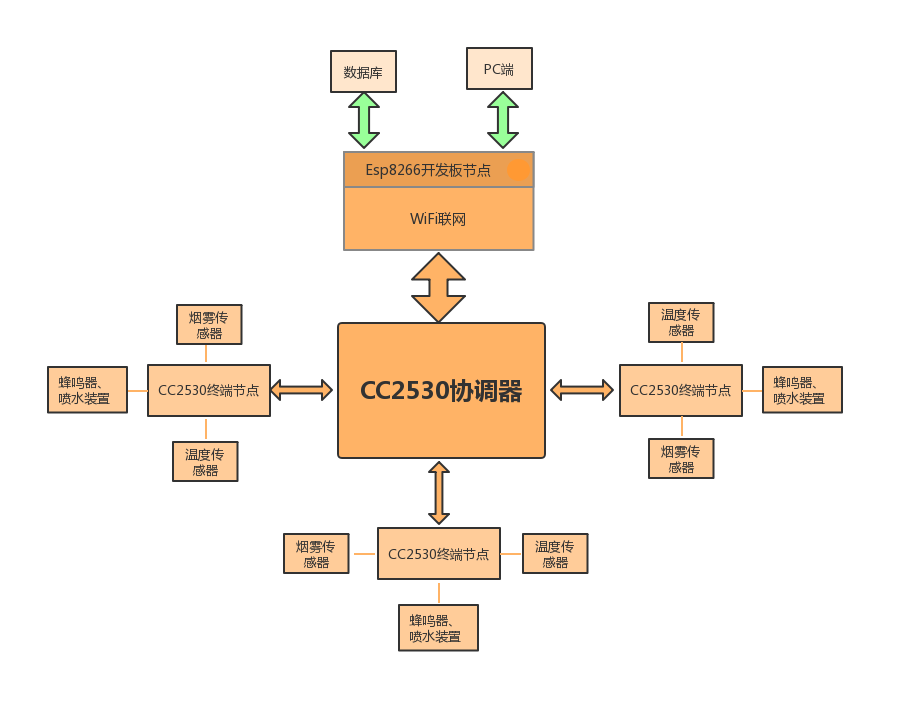 数据库
PC端
Esp8266开发板节点
WiFi联网
烟雾传
感器
蜂鸣器、
喷水装置
CC2530终端节点
温度传
感器
CC2530协调器
温度传
感器
CC2530终端节点
蜂鸣器、
喷水装置
烟雾传
感器
烟雾传
感器
CC2530终端节点
温度传
感器
蜂鸣器、
喷水装置